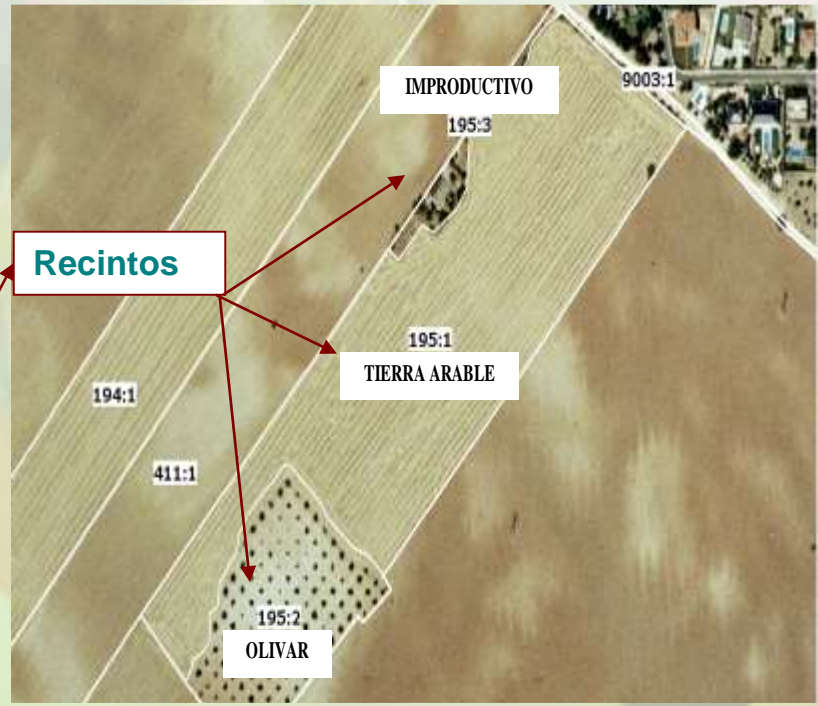 IMPRODUCTIVO
9003:1
195:3
Recintos
195:1
TIERRA ARABLE
194:1
411:1
195:2
OLIVAR